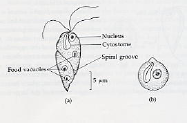 Nucleus
Cytostome
Spiral groove
Food vacuoles
5 µm
(a)
(b)